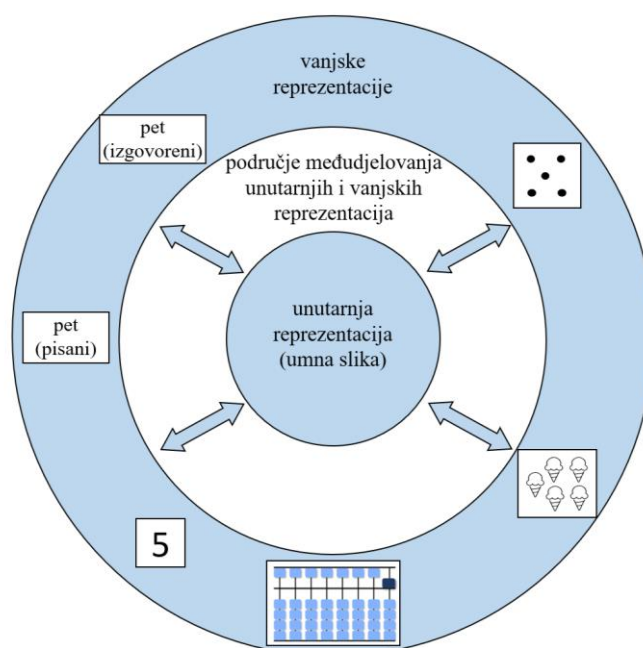 vanjske
reprezentacije
pet
(izgovoreni)
područje međudjelovanja
unutarnjih i vanjskih
reprezentacija
unutarnja
reprezentacija
(umna slika)
pet
(pisani)
5